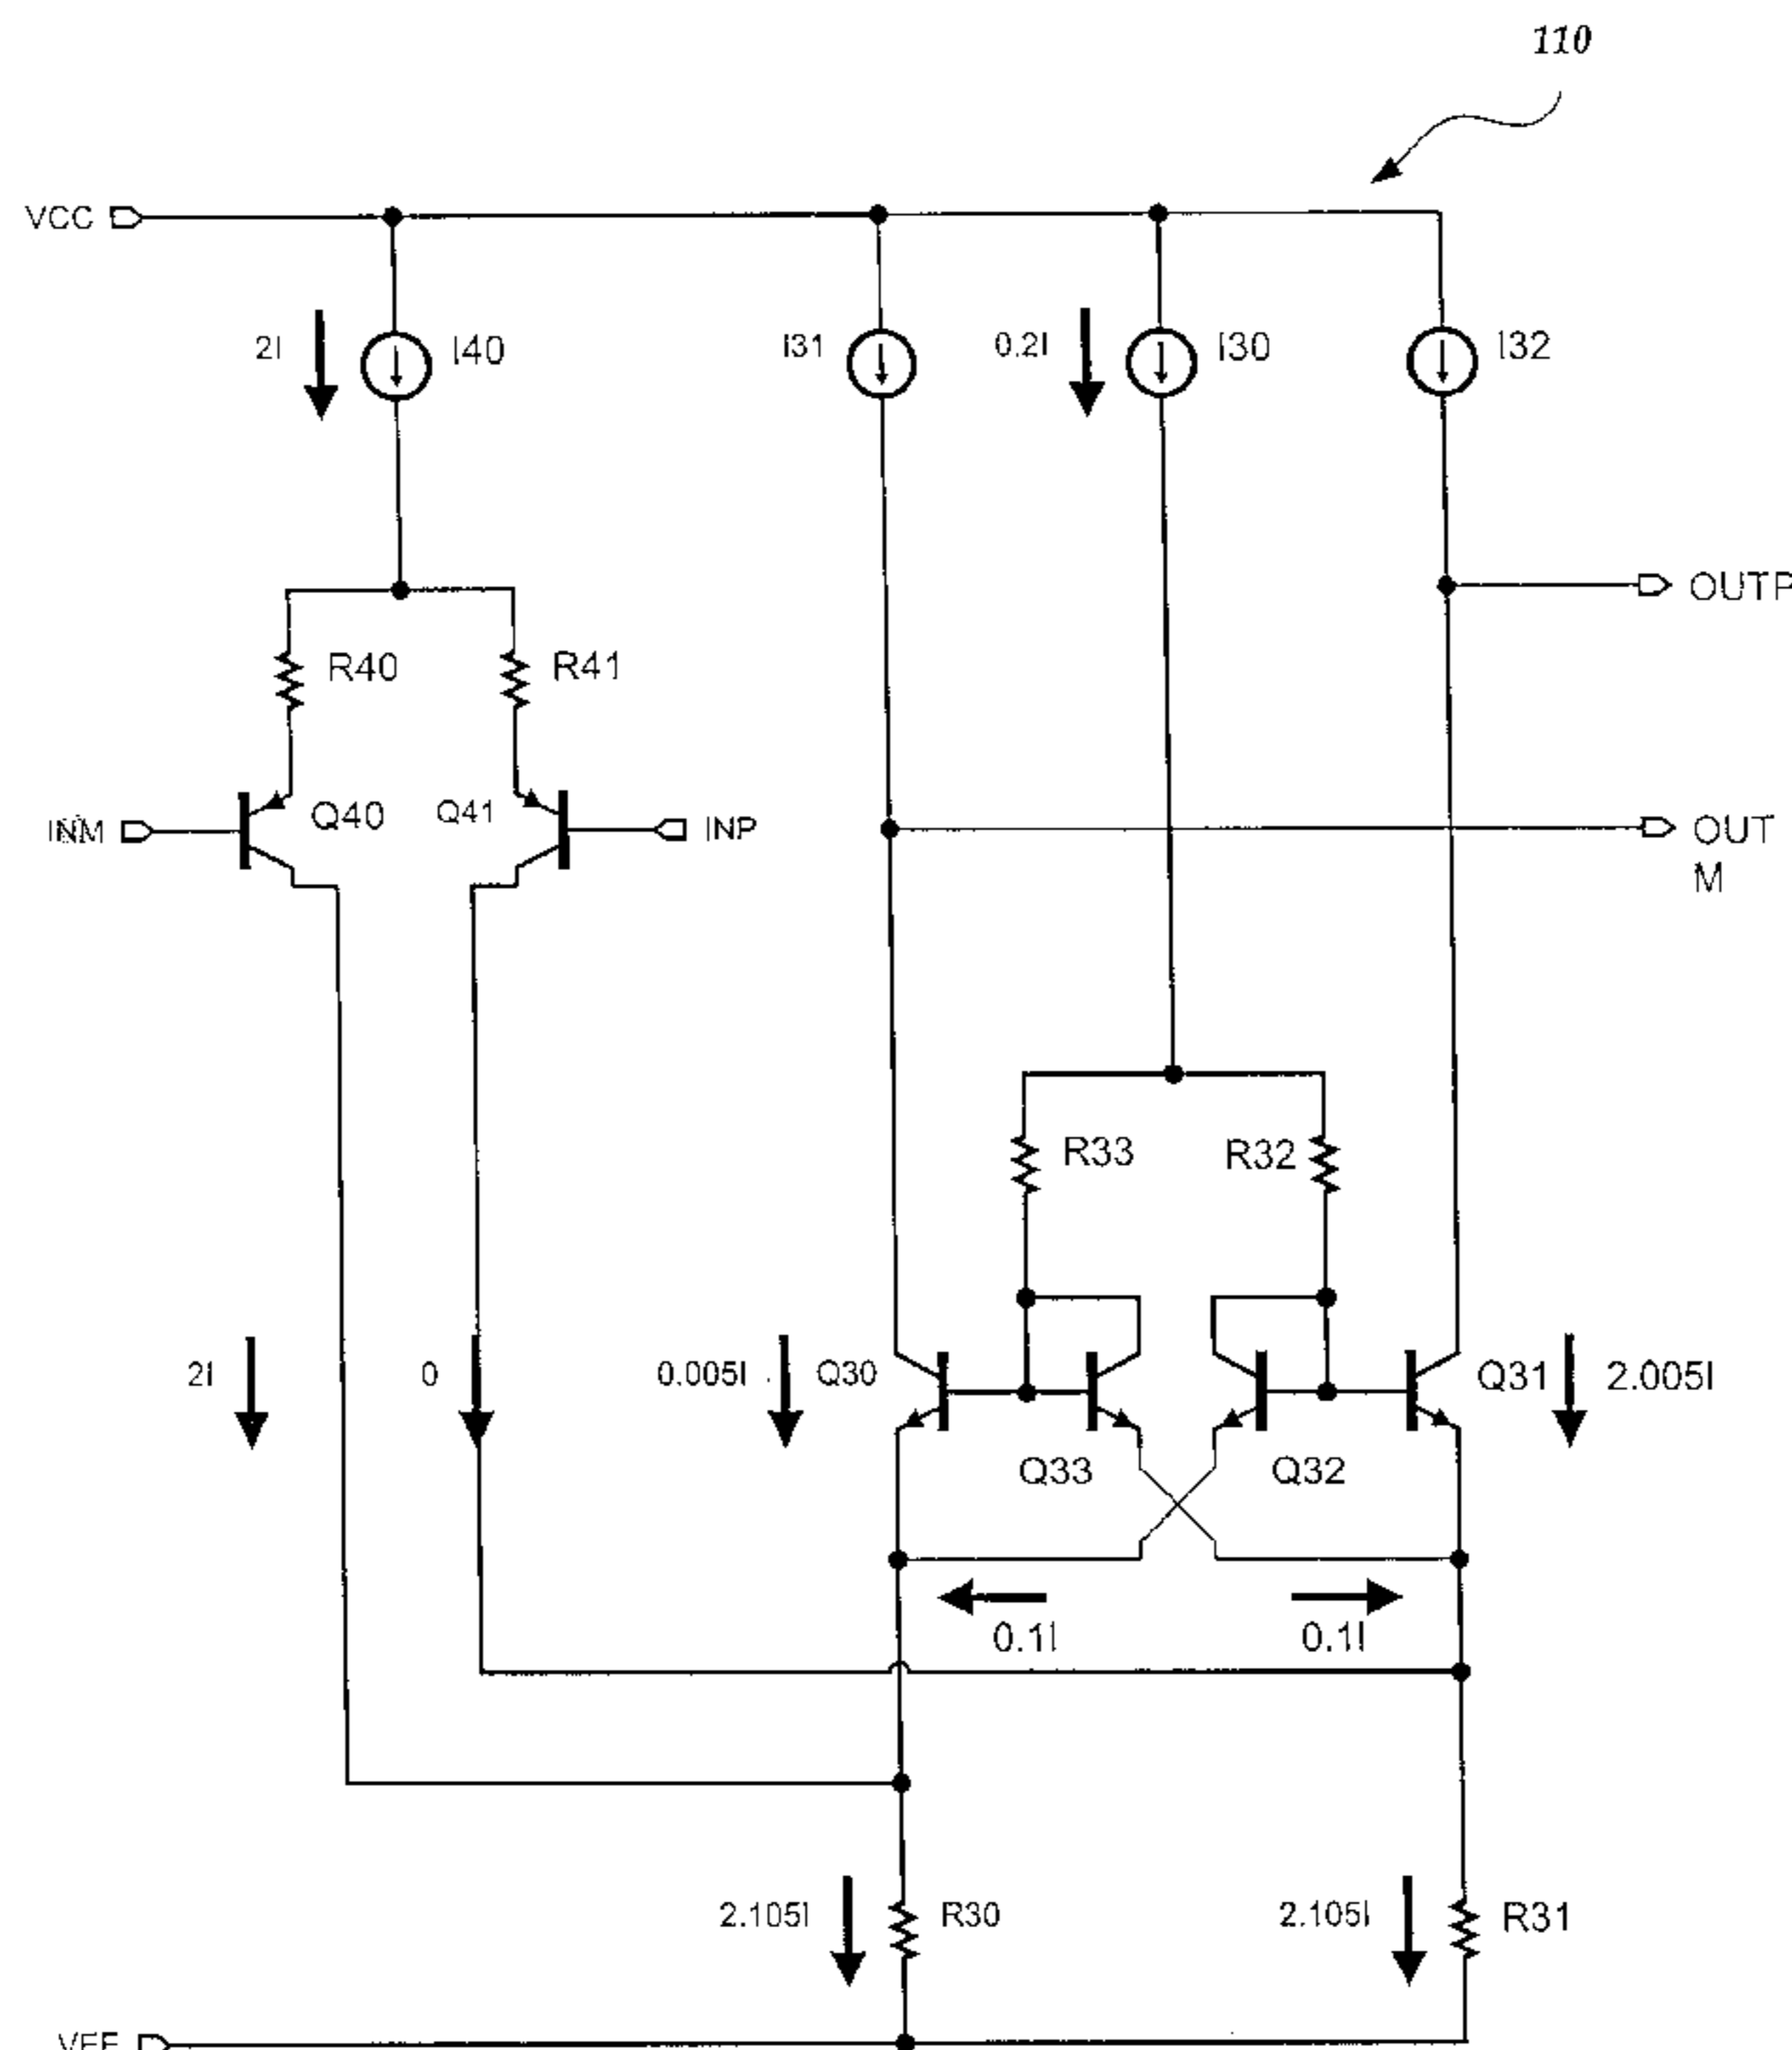 110
VCC
2I
I40
I31
0.2I
I30
I32
OUTP
R40
R41
INM
Q40
Q41
INP
OUT
M
R33
R32
2I
0
0.005I
Q30
Q31
2.005I
Q33
Q32
0.1I
0.1I
2.105I
R30
2.105I
R31
VEE